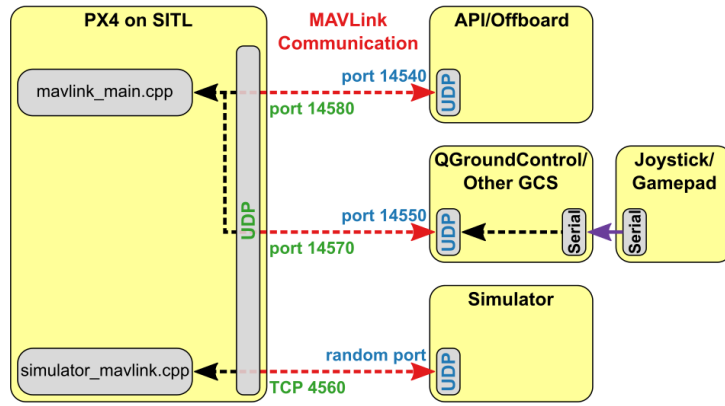 PX4 on SITL
MAVLink
Communication
API/Offboard
mavlink_main.cpp
port 14540
port 14580
UDP
QGroundControl/
Other GCS
Joystick/
Gamepad
port 14550
port 14570
UDP
UDP
Serial
Serial
Simulator
simulator_mavlink.cpp
random port
TCP 4560
UDP